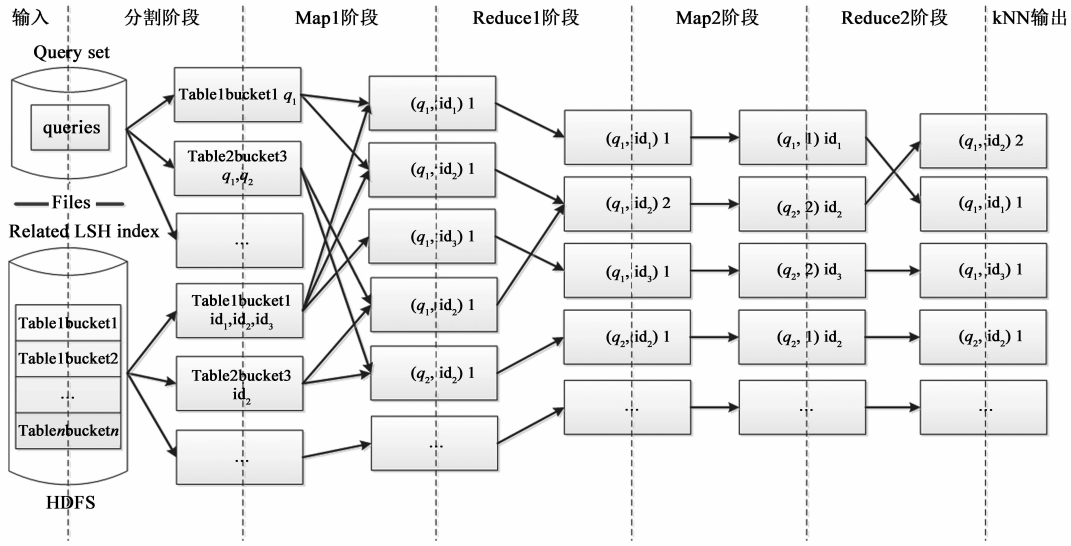 输入
分割阶段
Map1阶段
Reduce1阶段
Map2阶段
Reduce2阶段
kNN输出
Query set
queries
Files
Related LSH index
Table1bucket1
Table1bucket2
...
Tablenbucketn
HDFS
Table1bucket1 q₁
Table2bucket3
q₁,q₂
...
Table1bucket1
id₁,id₂,id₃
Table2bucket3
id₂
...
(q₁, id₁) 1
(q₁, id₂) 1
(q₁, id₃) 1
(q₁, id₂) 1
(q₂, id₂) 1
...
(q₁, id₁) 1
(q₁, id₂) 2
(q₁, id₃) 1
(q₂, id₂) 1
...
(q₁, 1) id₁
(q₂, 2) id₂
(q₂, 2) id₃
(q₂, 1) id₂
...
(q₁, id₂) 2
(q₁, id₁) 1
(q₁, id₃) 1
(q₂, id₂) 1
...